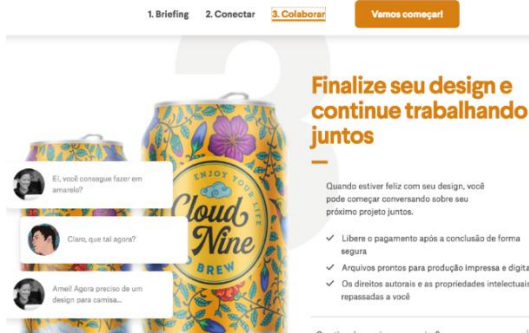 1. Briefing 2. Conectar 3. Colaborar Vamos começar!
3
Finalize seu design e
continue trabalhando
juntos
Quando estiver feliz com seu design, você
pode começar conversando sobre seu
próximo projeto juntos.
Libere o pagamento após a conclusão de forma
segura
Arquivos prontos para produção impressa e digita
Os direitos autorais e as propriedades intelectuais
repassadas a você
Ei, você consegue fazer em
amarelo?
Claro, que tal agora?
Amei! Agora preciso de um
design para camisa...
ENJOY YOUR LIFE
Cloud
Nine
BREW